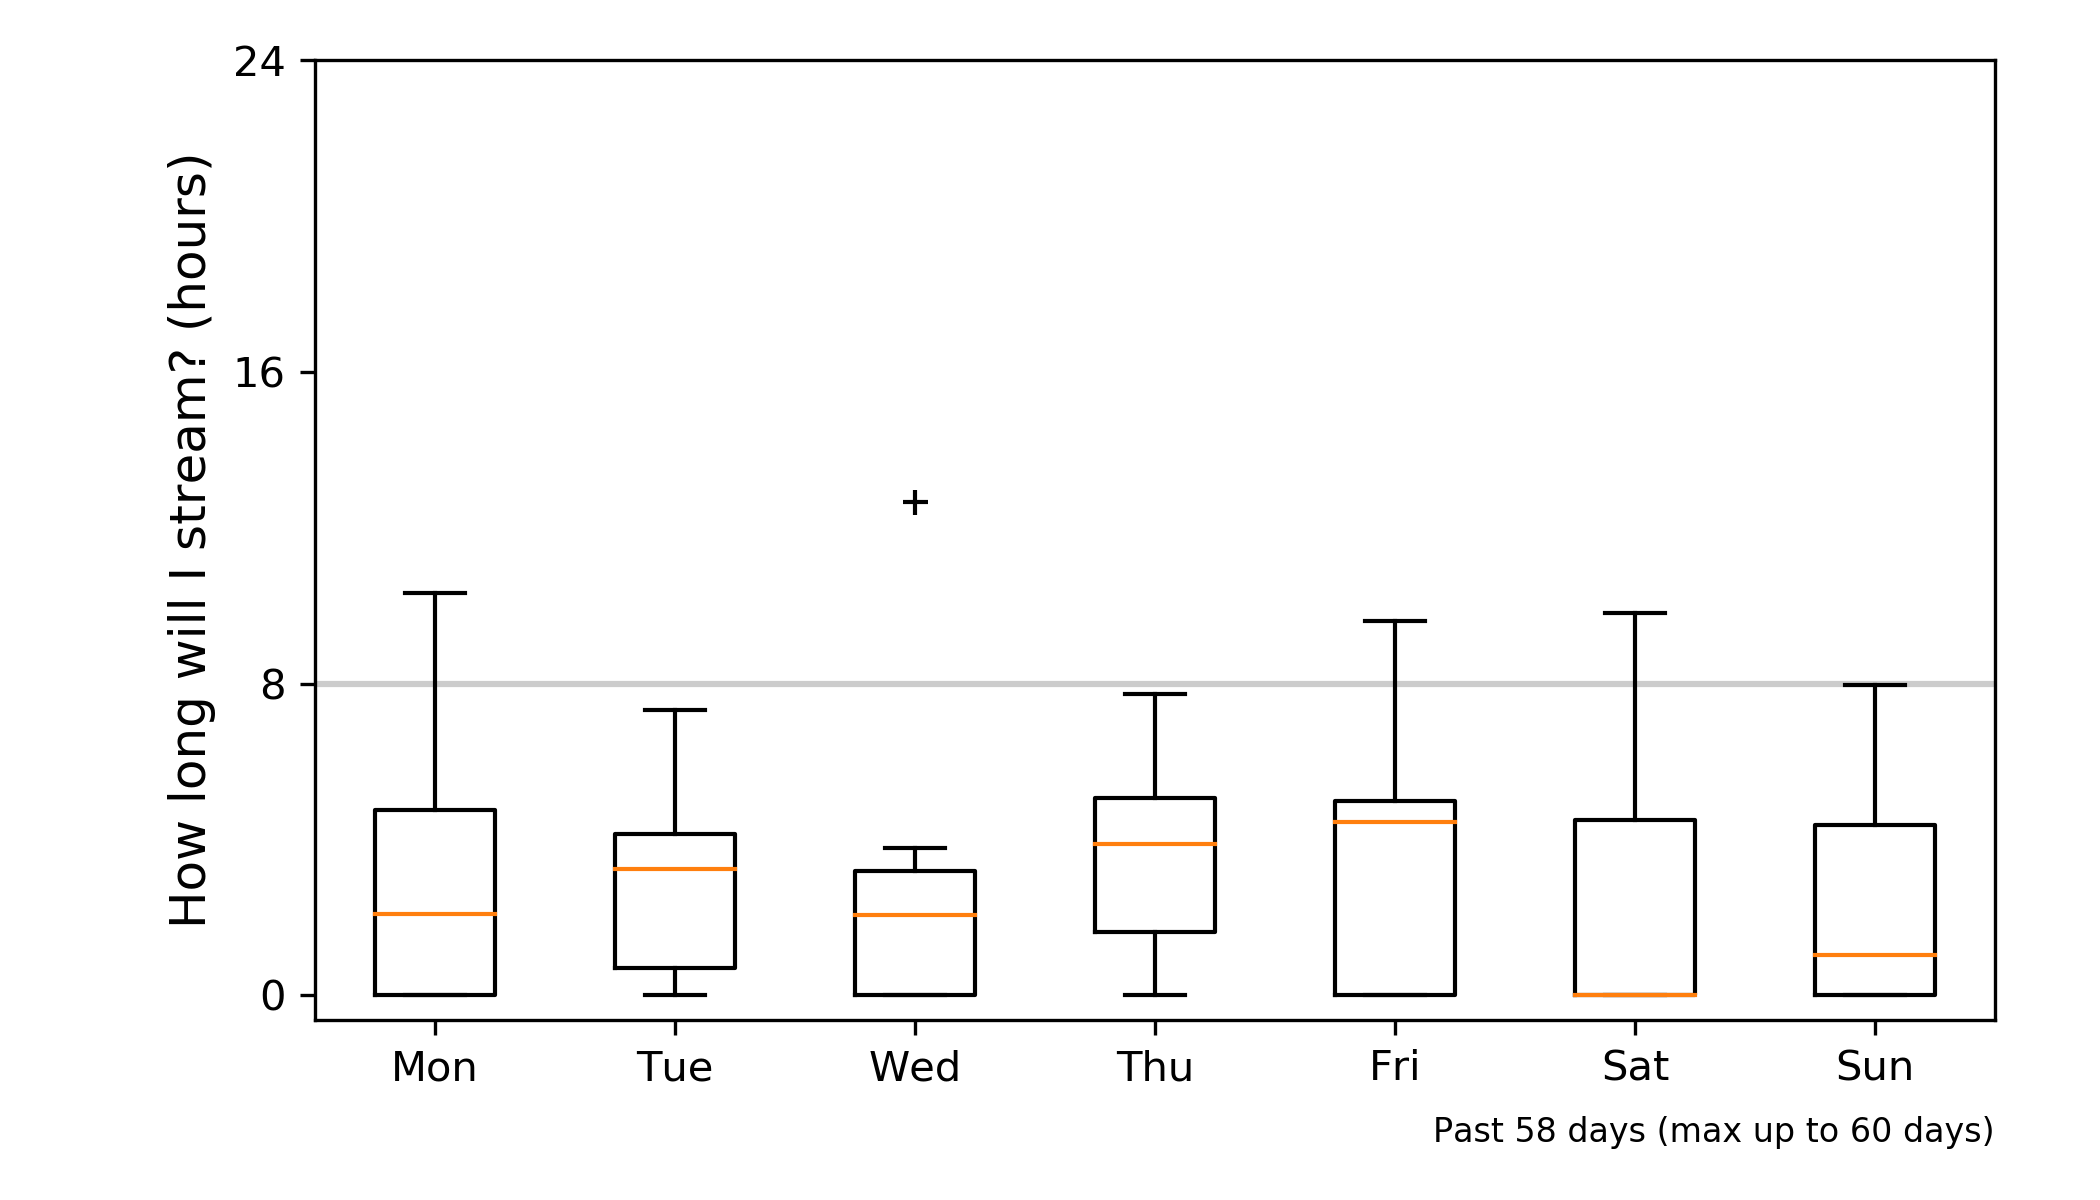 How long will I stream? (hours)
24
16
8
0
Mon Tue Wed Thu Fri Sat Sun
Past 58 days (max up to 60 days)